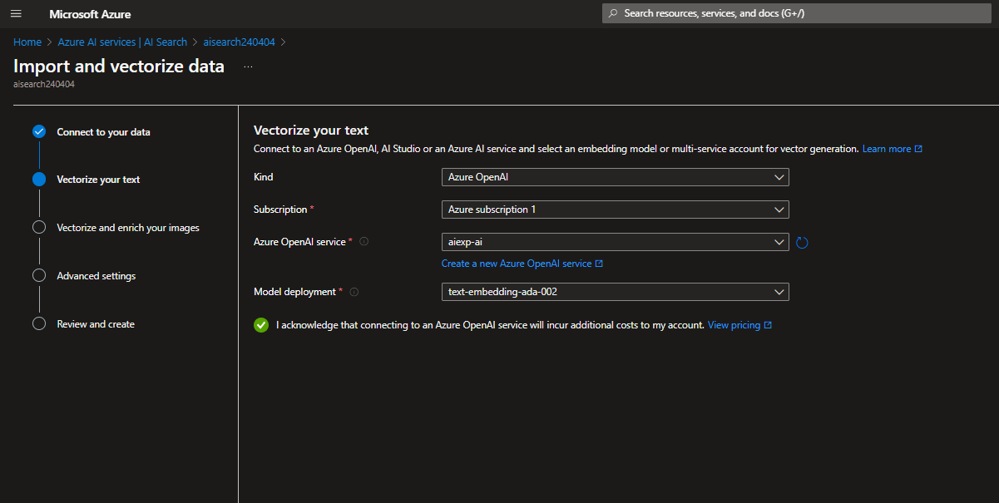 Microsoft Azure
Search resources, services, and docs (G+/)
Home > Azure AI services | AI Search > aisearch240404 >
Import and vectorize data ...
aisearch240404
Connect to your data
Vectorize your text
Vectorize and enrich your images
Advanced settings
Review and create
Vectorize your text
Connect to an Azure OpenAI, AI Studio or an Azure AI service and select an embedding model or multi-service account for vector generation. Learn more
Kind
Azure OpenAI
Subscription *
Azure subscription 1
Azure OpenAI service *
aiexp-ai
Create a new Azure OpenAI service
Model deployment *
text-embedding-ada-002
I acknowledge that connecting to an Azure OpenAI service will incur additional costs to my account. View pricing